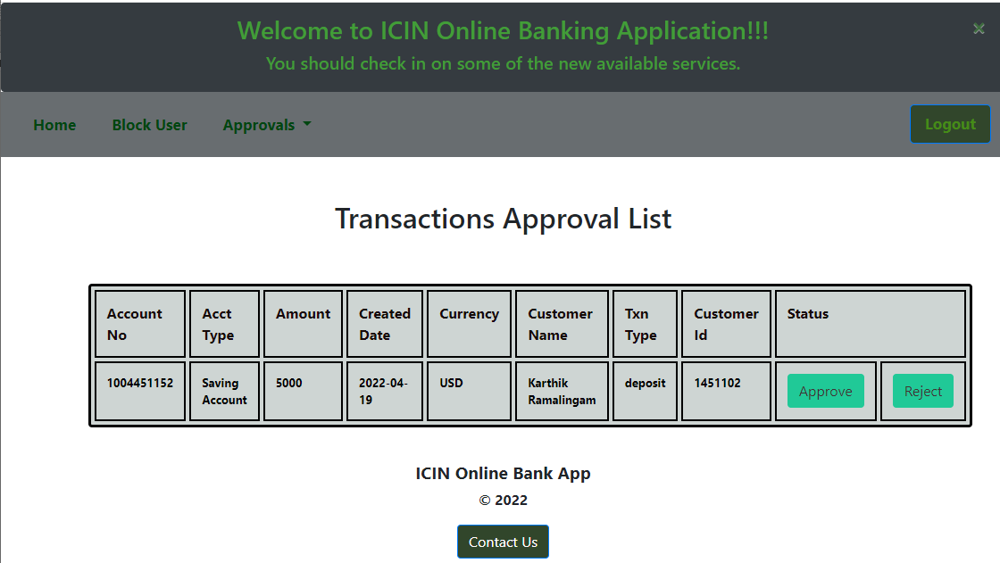 Welcome to ICIN Online Banking Application!!!
×
You should check in on some of the new available services.
Home Block User Approvals Logout
Transactions Approval List
Account No Acct Type Amount Created Date Currency Customer Name Txn Type Customer Id Status
1004451152 Saving Account 5000 2022-04-19 USD Karthik Ramalingam deposit 1451102 Approve Reject
ICIN Online Bank App
© 2022
Contact Us